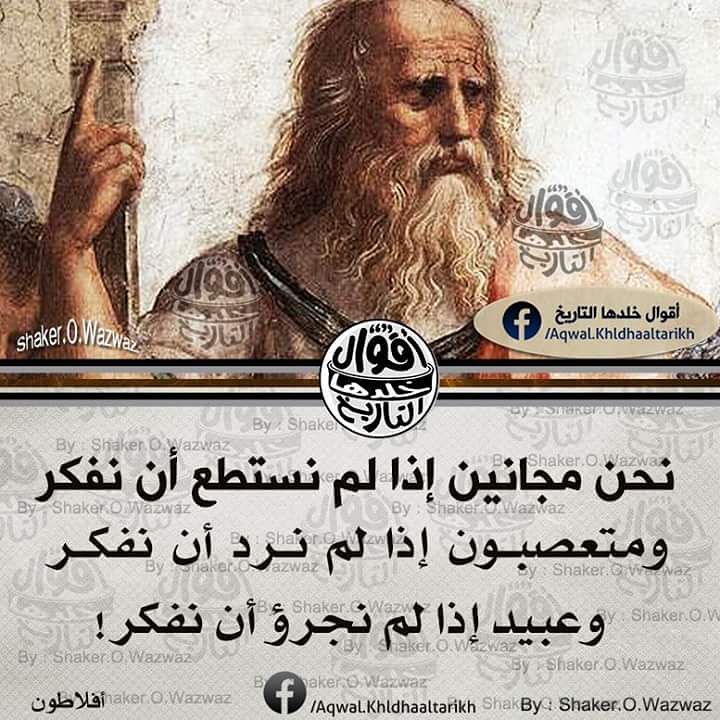 shaker.O.Wazwaz
أقوال خلدها التاريخ
/Aqwal.Khldhaaltarikh
أقوال
خلدها
التاريخ
نحن مجانين إذا لم نستطع أن نفكر
ومتعصبون إذا لم نرد أن نفكر
وعبيد إذا لم نجرؤ أن نفكر!
أفلاطون
/Aqwal.Khldhaaltarikh
By : Shaker.O.Wazwaz